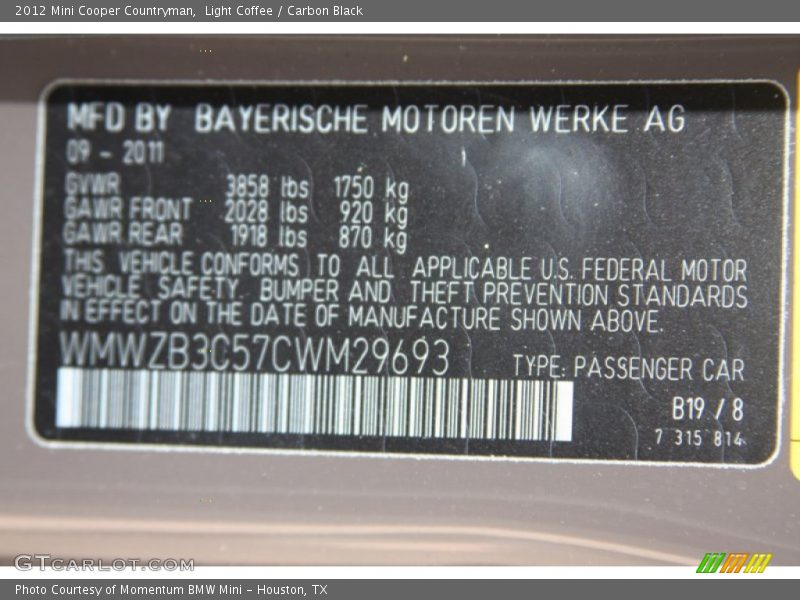 2012 Mini Cooper Countryman,  Light Coffee / Carbon Black
MFD BY BAYERISCHE MOTOREN WERKE AG
09 - 2011
GVWR 3858 lbs 1750 kg
GAWR FRONT 2028 lbs 920 kg
GAWR REAR 1918 lbs 870 kg
THIS VEHICLE CONFORMS TO ALL APPLICABLE U.S. FEDERAL MOTOR
VEHICLE SAFETY, BUMPER AND THEFT PREVENTION STANDARDS
IN EFFECT ON THE DATE OF MANUFACTURE SHOWN ABOVE.
WMWZB3C57CWM29693
TYPE: PASSENGER CAR
B19 / 8
7 315 814
GTCARLOT.COM
Photo Courtesy of Momentum BMW Mini - Houston, TX